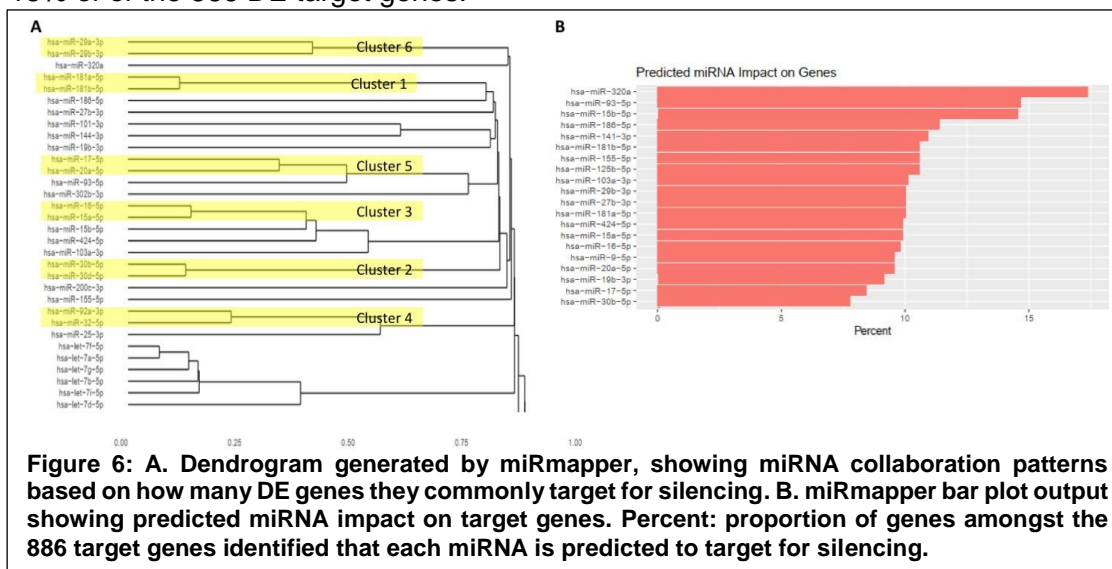 of the 886 DE target genes.
A
hsa-miR-29a-3p
hsa-miR-29b-3p
Cluster 6
hsa-miR-320a
hsa-miR-181a-5p
hsa-miR-181b-5p
Cluster 1
hsa-miR-186-5p
hsa-miR-27b-3p
hsa-miR-101-3p
hsa-miR-144-3p
hsa-miR-19b-3p
hsa-miR-17-5p
hsa-miR-20a-5p
Cluster 5
hsa-miR-93-5p
hsa-miR-302b-3p
hsa-miR-16-5p
hsa-miR-15a-5p
Cluster 3
hsa-miR-15b-5p
hsa-miR-424-5p
hsa-miR-103a-3p
hsa-miR-30b-5p
hsa-miR-30d-5p
Cluster 2
hsa-miR-200c-3p
hsa-miR-155-5p
hsa-miR-92a-3p
hsa-miR-32-5p
Cluster 4
hsa-miR-25-3p
hsa-let-7f-5p
hsa-let-7a-5p
hsa-let-7g-5p
hsa-let-7b-5p
hsa-let-7i-5p
hsa-let-7d-5p
0.00 0.25 0.50 0.75 1.00
B
Predicted miRNA Impact on Genes
hsa-miR-320a
hsa-miR-93-5p
hsa-miR-15b-5p
hsa-miR-186-5p
hsa-miR-141-3p
hsa-miR-181b-5p
hsa-miR-155-5p
hsa-miR-125b-5p
hsa-miR-103a-3p
hsa-miR-29b-3p
hsa-miR-27b-3p
hsa-miR-181a-5p
hsa-miR-424-5p
hsa-miR-15a-5p
hsa-miR-16-5p
hsa-miR-9-5p
hsa-miR-20a-5p
hsa-miR-19b-3p
hsa-miR-17-5p
hsa-miR-30b-5p
0 5 10 15
Percent
Figure 6: A. Dendrogram generated by miRmapper, showing miRNA collaboration patterns
based on how many DE genes they commonly target for silencing. B. miRmapper bar plot output
showing predicted miRNA impact on target genes. Percent: proportion of genes amongst the
886 target genes identified that each miRNA is predicted to target for silencing.